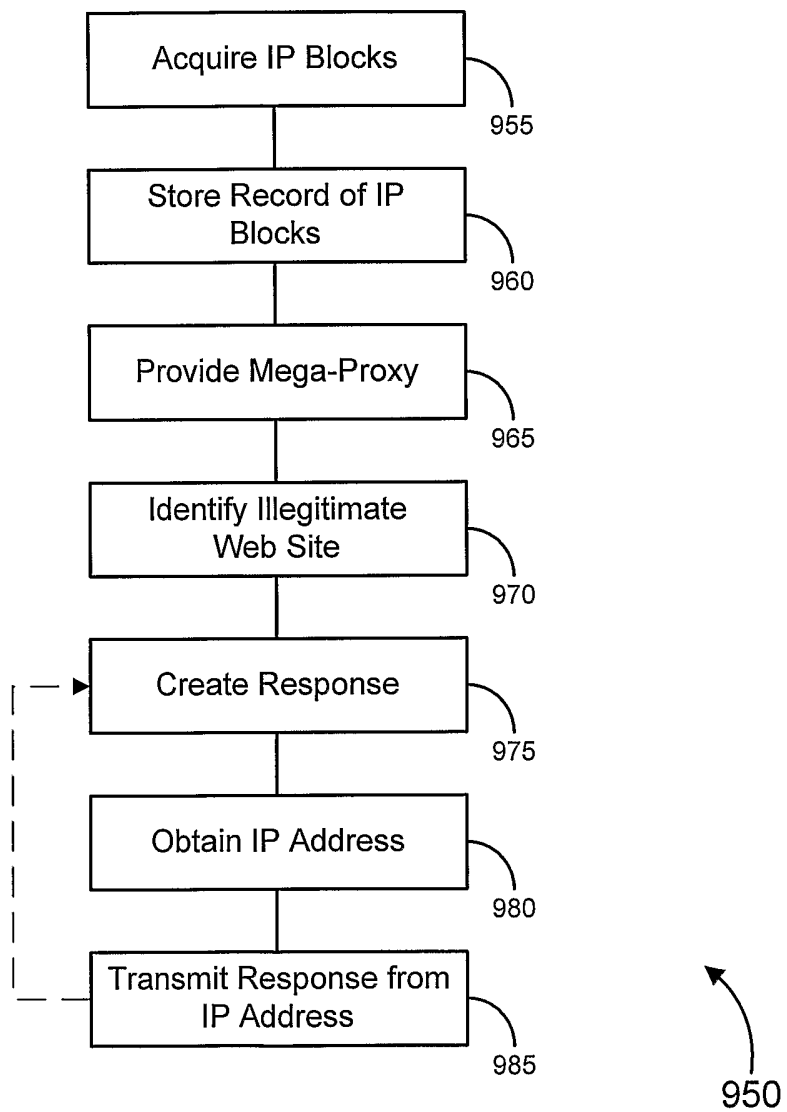 Acquire IP Blocks
955
Store Record of IP
Blocks
960
Provide Mega-Proxy
965
Identify Illegitimate
Web Site
970
Create Response
975
Obtain IP Address
980
Transmit Response from
IP Address
985
950